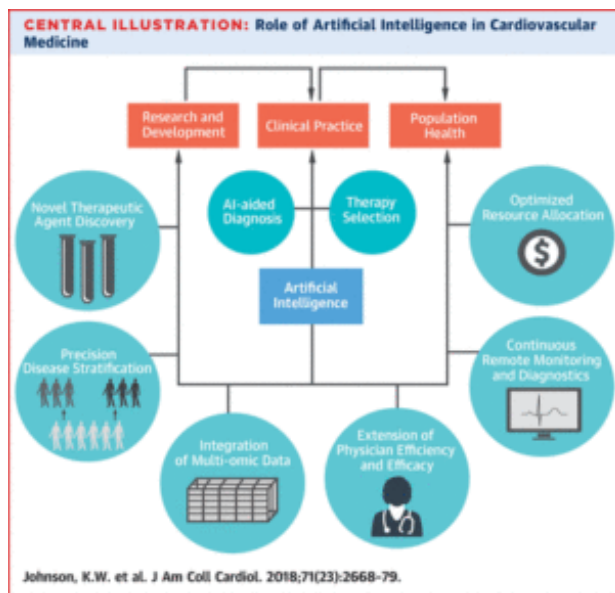 CENTRAL ILLUSTRATION: Role of Artificial Intelligence in Cardiovascular
Medicine
Research and
Development
Clinical Practice
Population
Health
Novel Therapeutic
Agent Discovery
AI-aided
Diagnosis
Therapy
Selection
Optimized
Resource Allocation
$
Artificial
Intelligence
Precision
Disease Stratification
Continuous
Remote Monitoring
and Diagnostics
Integration
of Multi-omic Data
Extension of
Physician Efficiency
and Efficacy
Johnson, K.W. et al. J Am Coll Cardiol. 2018;71(23):2668-79.